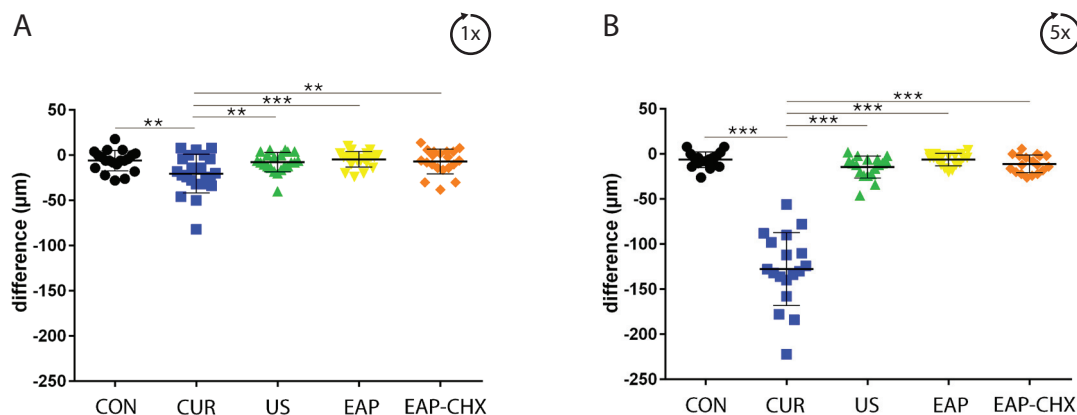 A
1x
**
***
**
**
50
0
-50
-100
-150
-200
-250
difference (µm)
CON CUR US EAP EAP-CHX
B
5x
***
***
***
***
50
0
-50
-100
-150
-200
-250
difference (µm)
CON CUR US EAP EAP-CHX